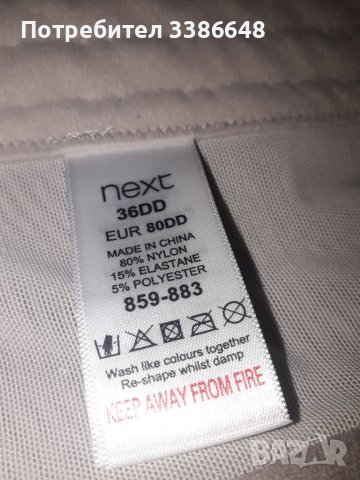 Потребител 3386648
next
36DD
EUR 80DD
MADE IN CHINA
80% NYLON
15% ELASTANE
5% POLYESTER
859-883
Wash like colours together
Re-shape whilst damp
KEEP AWAY FROM FIRE
BAZAR